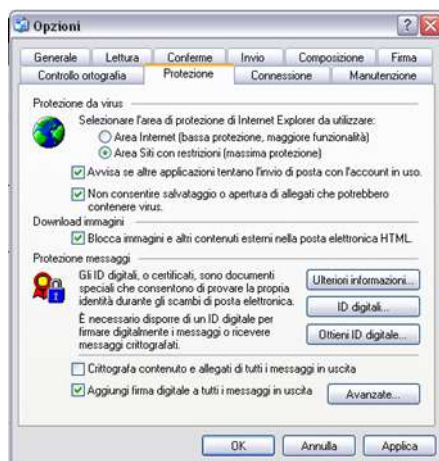 Opzioni
Generale Lettura Conferme Invio Composizione Firma
Controllo ortografia Protezione Connessione Manutenzione
Protezione da virus
Selezionare l'area di protezione di Internet Explorer da utilizzare:
Area Internet (bassa protezione, maggiore funzionalità)
Area Siti con restrizioni (massima protezione)
Avvisa se altre applicazioni tentano l'invio di posta con l'account in uso.
Non consentire salvataggio o apertura di allegati che potrebbero
contenere virus.
Download immagini
Blocca immagini e altri contenuti esterni nella posta elettronica HTML.
Protezione messaggi
Gli ID digitali, o certificati, sono documenti
speciali che consentono di provare la propria
identità durante gli scambi di posta elettronica.
Ulteriori informazioni...
ID digitali...
È necessario disporre di un ID digitale per
firmare digitalmente i messaggi o ricevere
messaggi crittografati.
Ottieni ID digitale...
Crittografa contenuto e allegati di tutti i messaggi in uscita
Aggiungi firma digitale a tutti i messaggi in uscita
Avanzate...
OK Annulla Applica